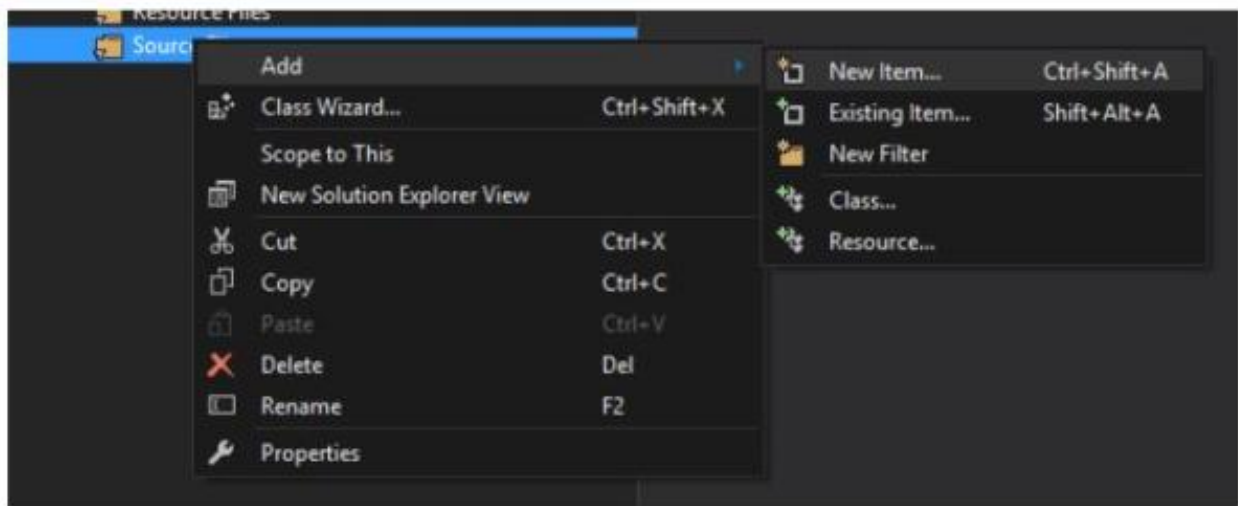 Resource Files
Source
Add
Class Wizard... Ctrl+Shift+X
Scope to This
New Solution Explorer View
Cut Ctrl+X
Copy Ctrl+C
Paste Ctrl+V
Delete Del
Rename F2
Properties
New Item... Ctrl+Shift+A
Existing Item... Shift+Alt+A
New Filter
Class...
Resource...